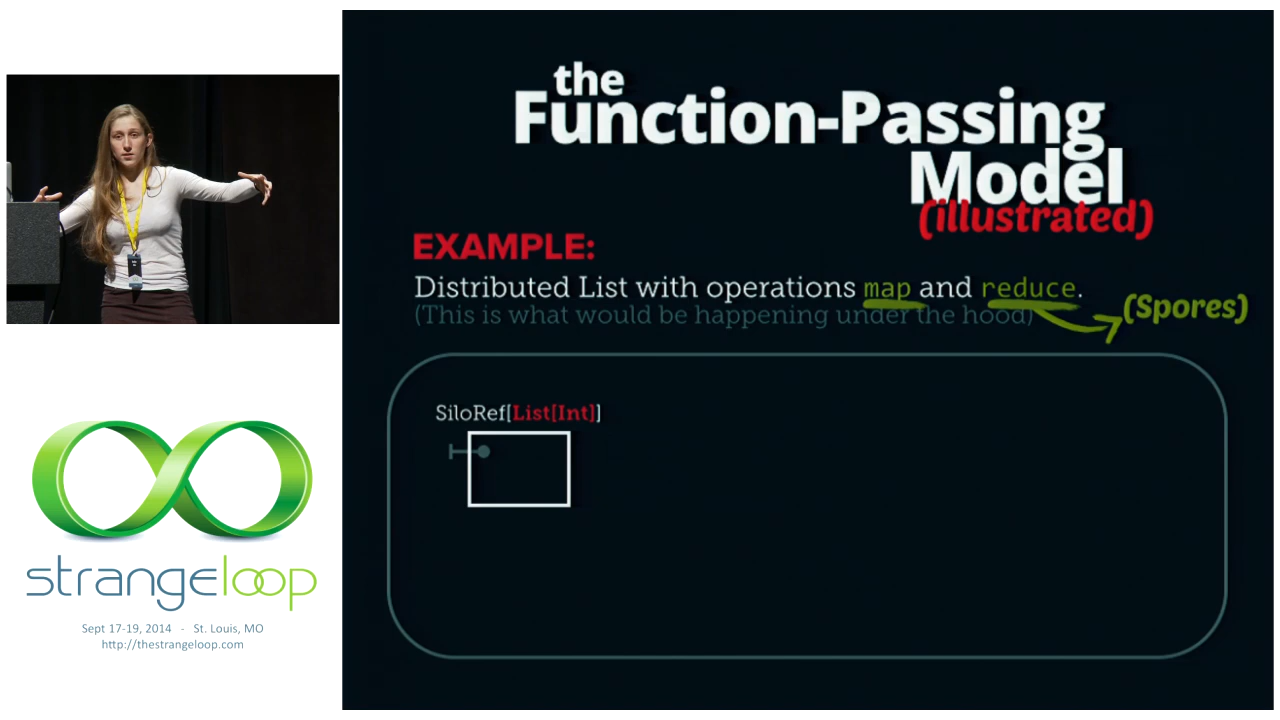 the
Function-Passing
Model
(illustrated)
EXAMPLE:
Distributed List with operations map and reduce.
(This is what would be happening under the hood)
(Spores)
SiloRef[List[Int]]
strangeloop
Sept 17-19, 2014 - St. Louis, MO
http://thestrangeloop.com